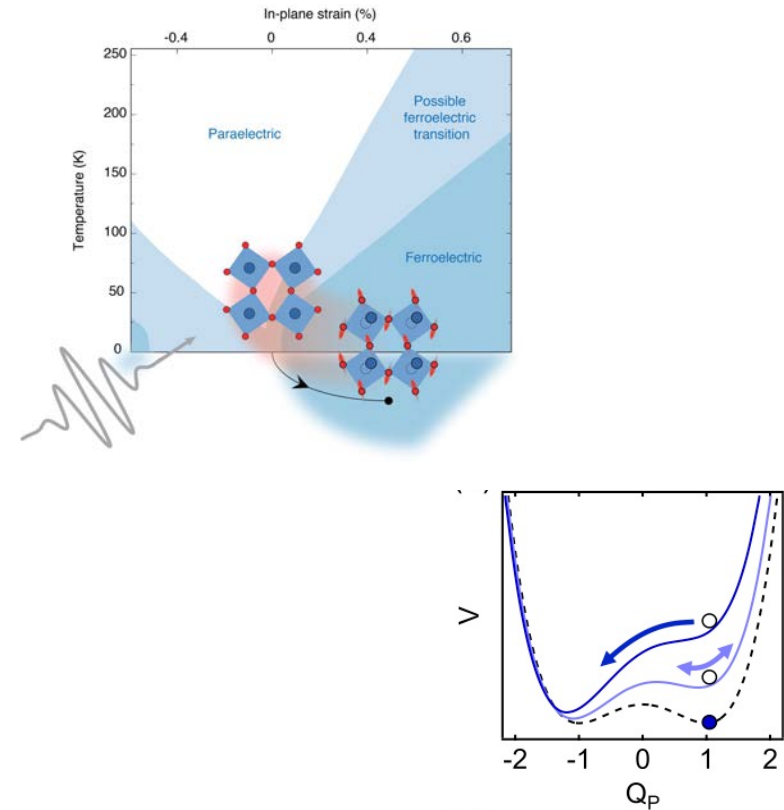 In-plane strain (%)
-0.4 0 0.4 0.6
250
200
150
100
50
0
Temperature (K)
Paraelectric
Possible
ferroelectric
transition
Ferroelectric
V
-2 -1 0 1 2
Q_P